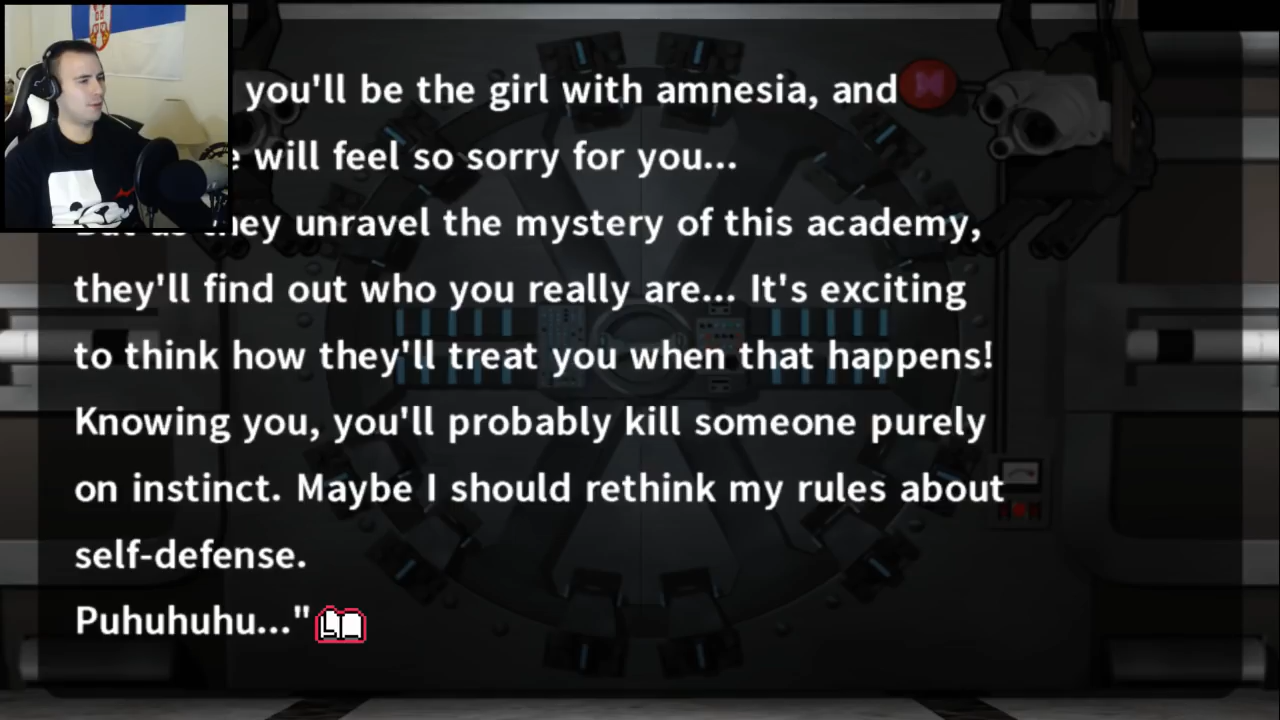 you'll be the girl with amnesia, and
will feel so sorry for you...
they unravel the mystery of this academy,
they'll find out who you really are... It's exciting
to think how they'll treat you when that happens!
Knowing you, you'll probably kill someone purely
on instinct. Maybe I should rethink my rules about
self-defense.
Puhuhuhu..."